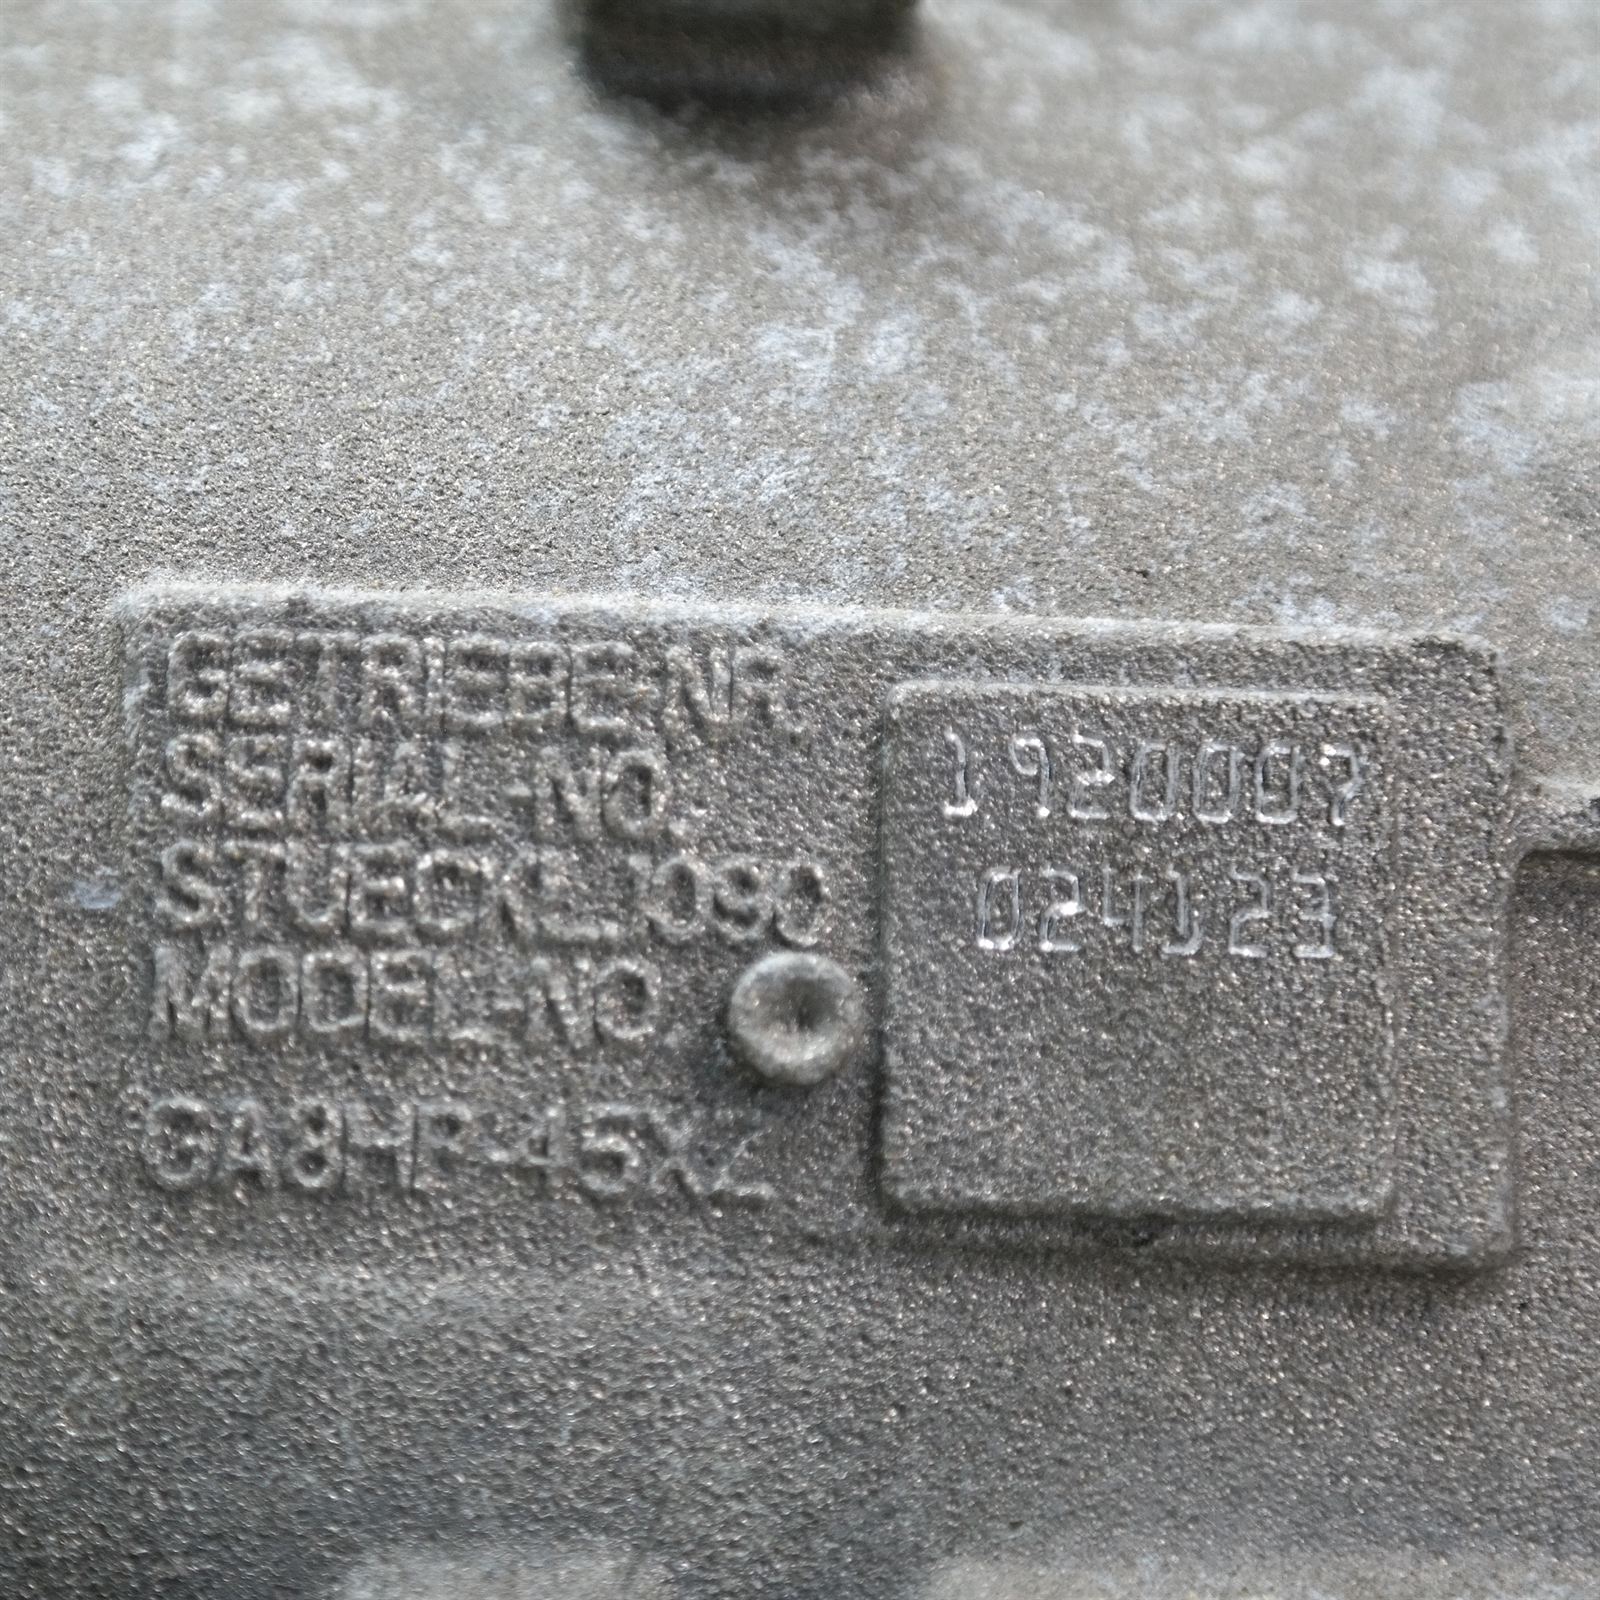 GETRIEBE-NR.
SERIAL-NO.
STUECKL. 1090
MODEL-NO
GA8HP45XZ
1920007
024123